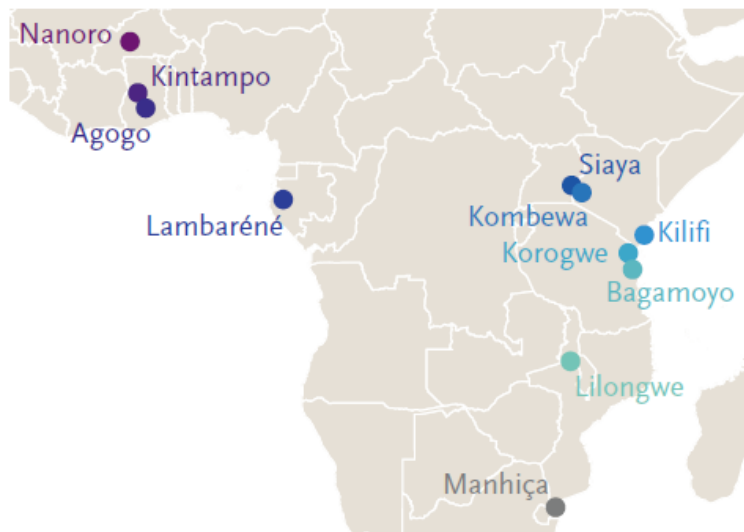 Nanoro
Kintampo
Agogo
Siaya
Lambaréné
Kombewa
Kilifi
Korogwe
Bagamoyo
Lilongwe
Manhiça